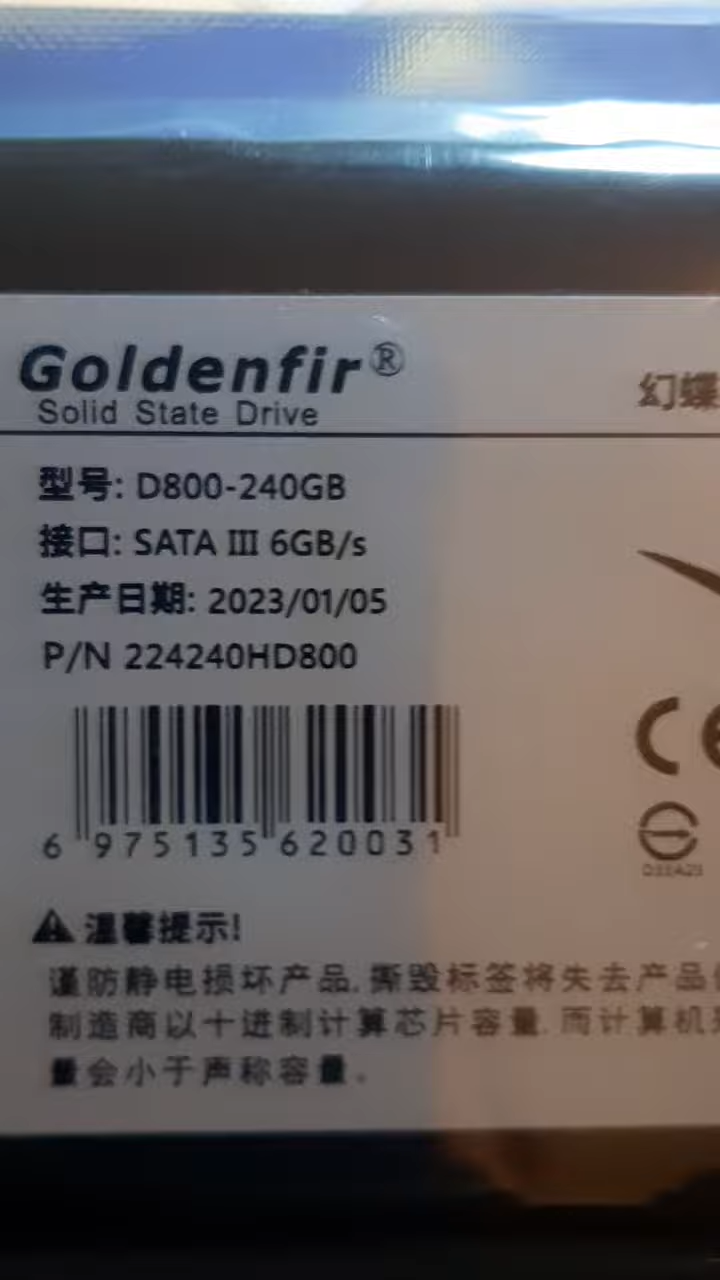 Goldenfir®
Solid State Drive
幻蝶
型号: D800-240GB
接口: SATA III 6GB/s
生产日期: 2023/01/05
P/N 224240HD800
CE
6 975135 620031
温馨提示!
谨防静电损坏产品,撕毁标签将失去产品
制造商以十进制计算芯片容量,而计算机
量会小于声称容量。